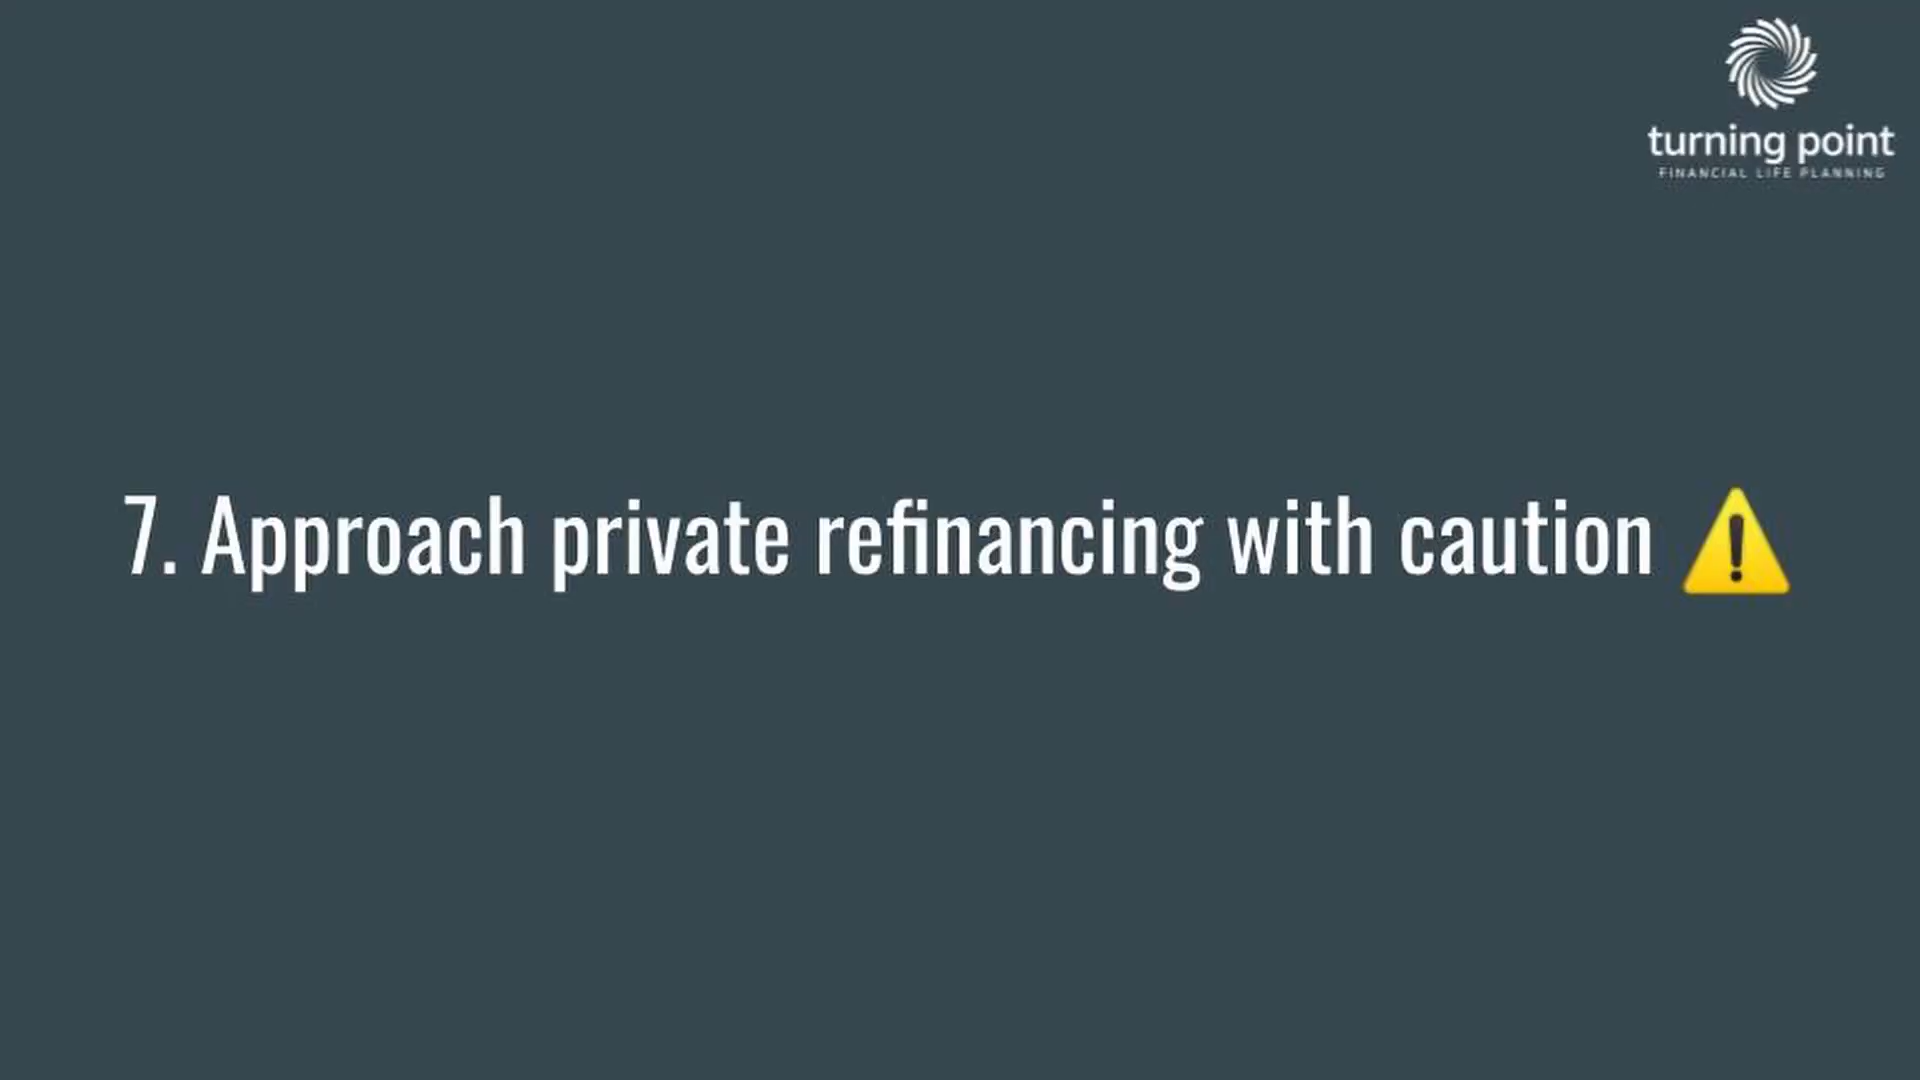 turning point
FINANCIAL LIFE PLANNING
7. Approach private refinancing with caution ⚠️